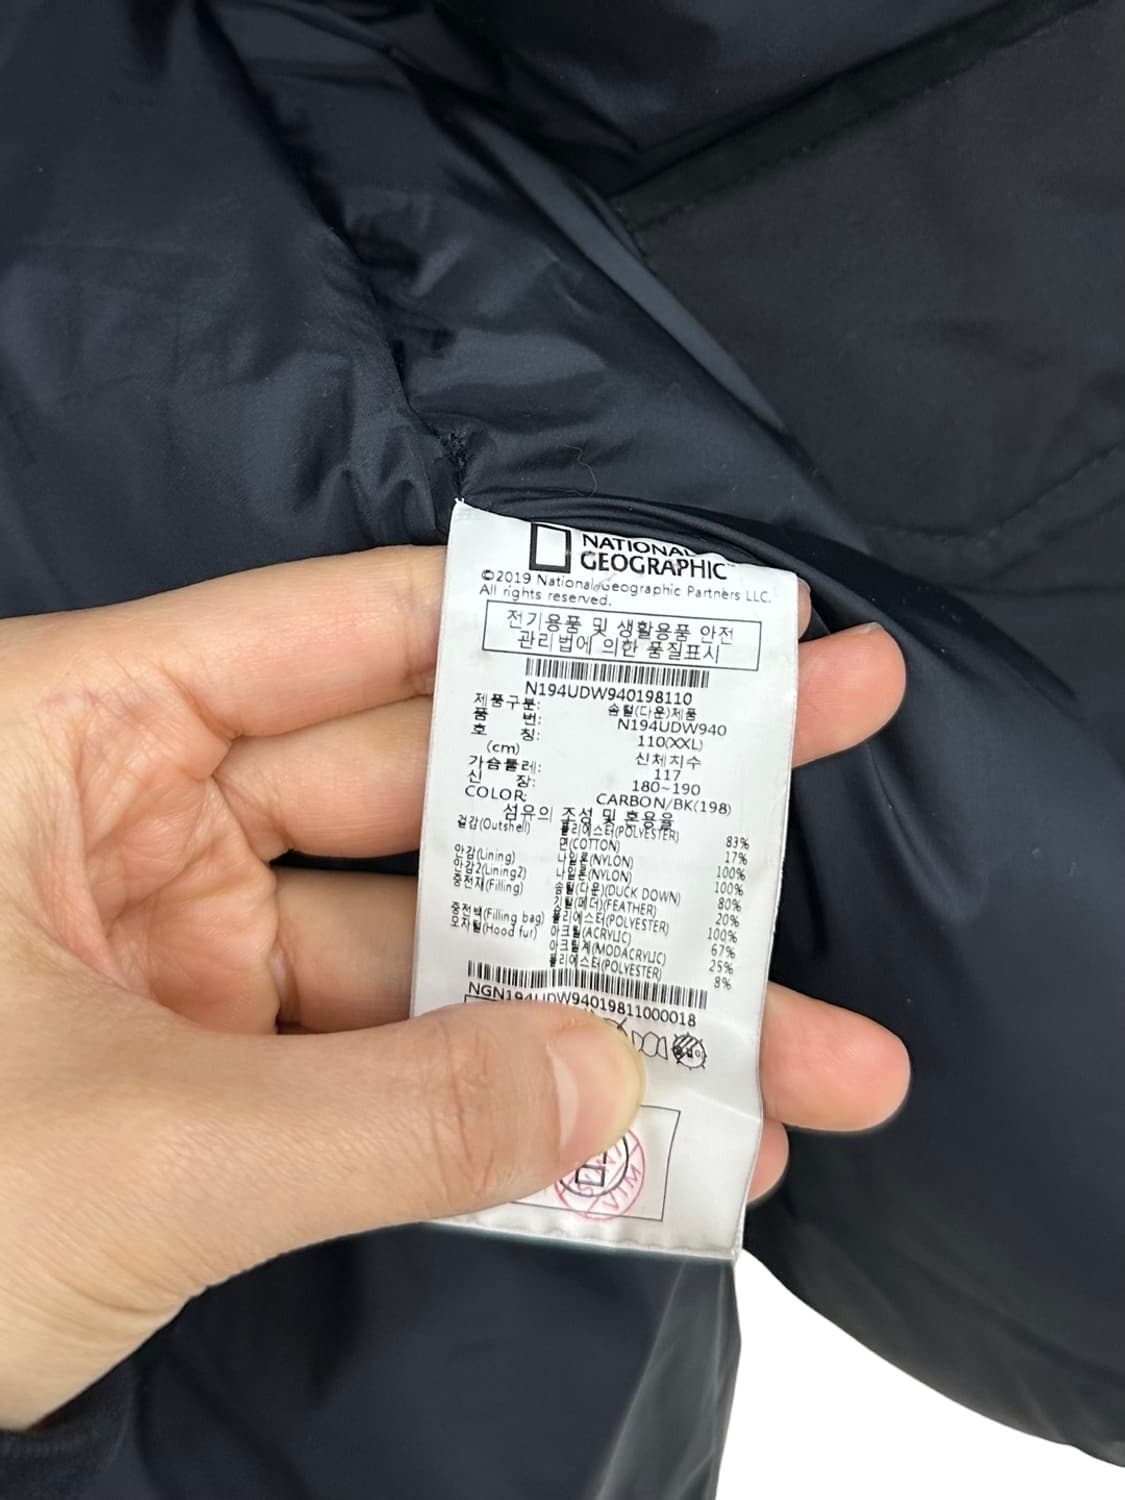 NATIONAL
GEOGRAPHIC
©2019 National Geographic Partners LLC.
All rights reserved.
전기용품 및 생활용품 안전
관리법에 의한 품질표시
N194UDW940198110
제품구분: 솜털(다운)제품
품 번: N194UDW940
호 칭: 110(XXL)
(cm) 신체치수
가슴둘레: 117
신 장: 180~190
COLOR: CARBON/BK(198)
섬유의 조성 및 혼용율
겉감(Outshell) 폴리에스터(POLYESTER) 83%
면(COTTON) 17%
안감(Lining) 나일론(NYLON) 100%
안감2(Lining2) 나일론(NYLON) 100%
충전재(Filling) 솜털(다운)(DUCK DOWN) 80%
깃털(페더)(FEATHER) 20%
충전백(Filling bag) 폴리에스터(POLYESTER) 100%
모자털(Hood fur) 아크릴(ACRYLIC) 67%
아크릴계(MODACRYLIC) 25%
폴리에스터(POLYESTER) 8%
NGN194UDW94019811000018